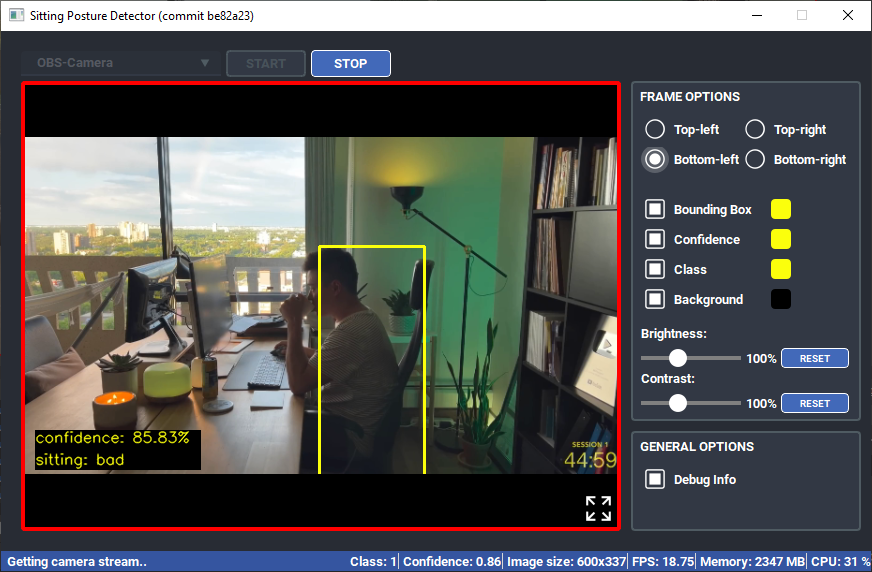 Sitting Posture Detector (commit be82a23)
OBS-Camera START STOP
FRAME OPTIONS
Top-left Top-right
Bottom-left Bottom-right
Bounding Box
Confidence
Class
Background
Brightness:
100% RESET
Contrast:
100% RESET
GENERAL OPTIONS
Debug Info
confidence: 85.83%
sitting: bad
SESSION 1
44:59
Getting camera stream.. Class: 1 Confidence: 0.86 Image size: 600x337 FPS: 18.75 Memory: 2347 MB CPU: 31 %